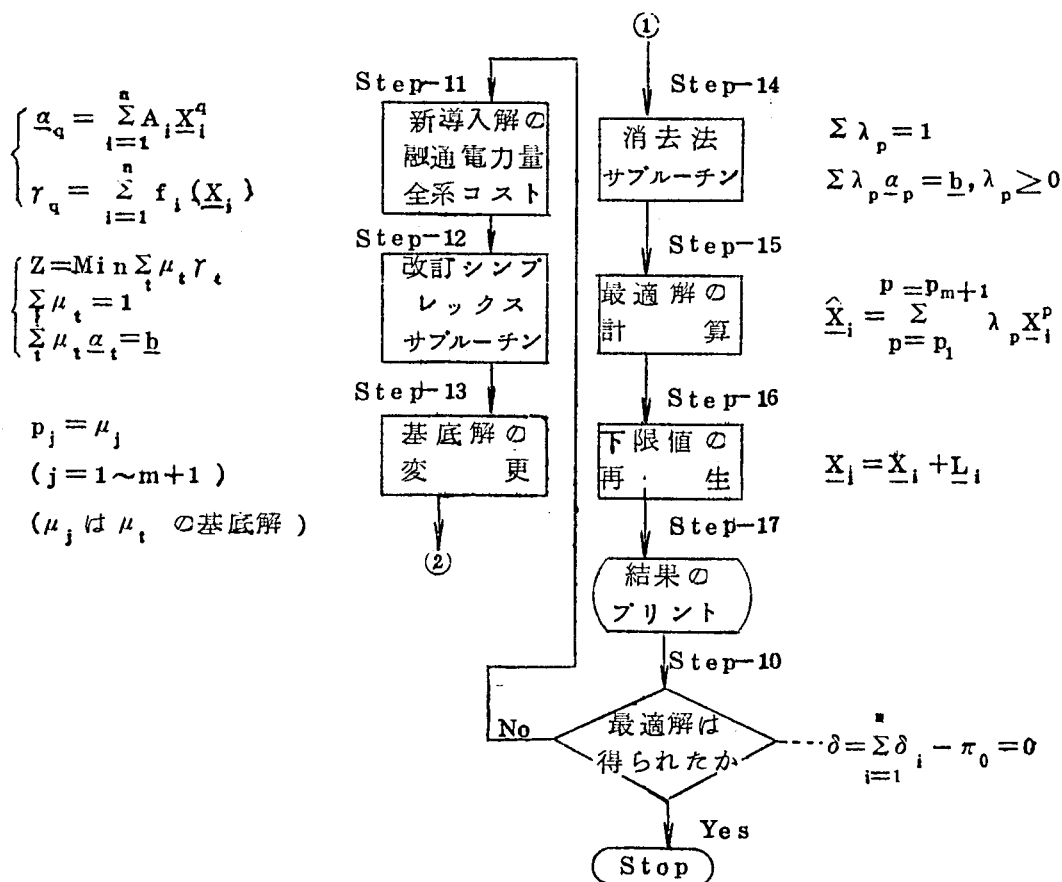 ①
Step-11
新導入解の
融通電力量
全系コスト
Step-12
改訂シンプ
レックス
サブルーチン
Step-13
基底解の
変更
②
α_q = Σ_{i=1}^{n} A_i X_i^q
γ_q = Σ_{i=1}^{n} f_i (X_i)
Z=Min Σ_t μ_t γ_t
Σ_t μ_t = 1
Σ_t μ_t α_t = b
p_j = μ_j
(j=1~m+1)
(μ_j は μ_t の基底解)
Step-14
消去法
サブルーチン
Σ λ_p = 1
Σ λ_p α_p = b, λ_p ≥ 0
Step-15
最適解の
計算
X̂_i = Σ_{p=p_1}^{p=p_m+1} λ_p X_i^p
Step-16
下限値の
再生
X_i = X_i + L_i
Step-17
結果の
プリント
Step-10
最適解は
得られたか
δ = Σ_{i=1}^{n} δ_i − π_0 = 0
No
Yes
Stop